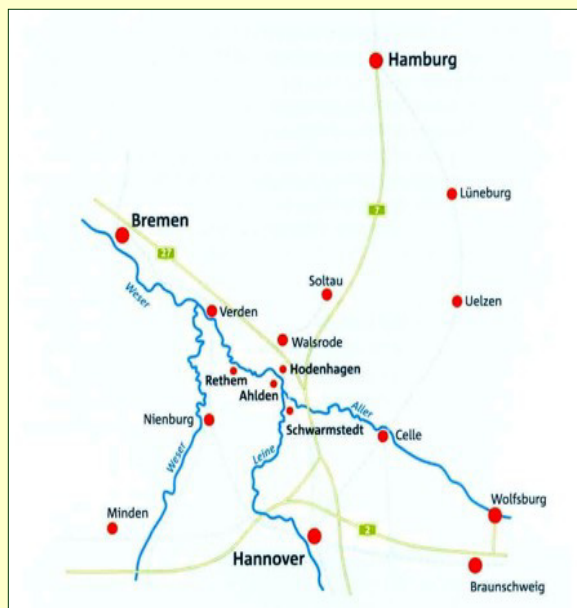 Hamburg
Lüneburg
7
Bremen
27
Soltau
Weser
Uelzen
Verden
Walsrode
Hodenhagen
Rethem
Ahlden
Aller
Nienburg
Schwarmstedt
Celle
Weser
Leine
Wolfsburg
Minden
2
Hannover
Braunschweig